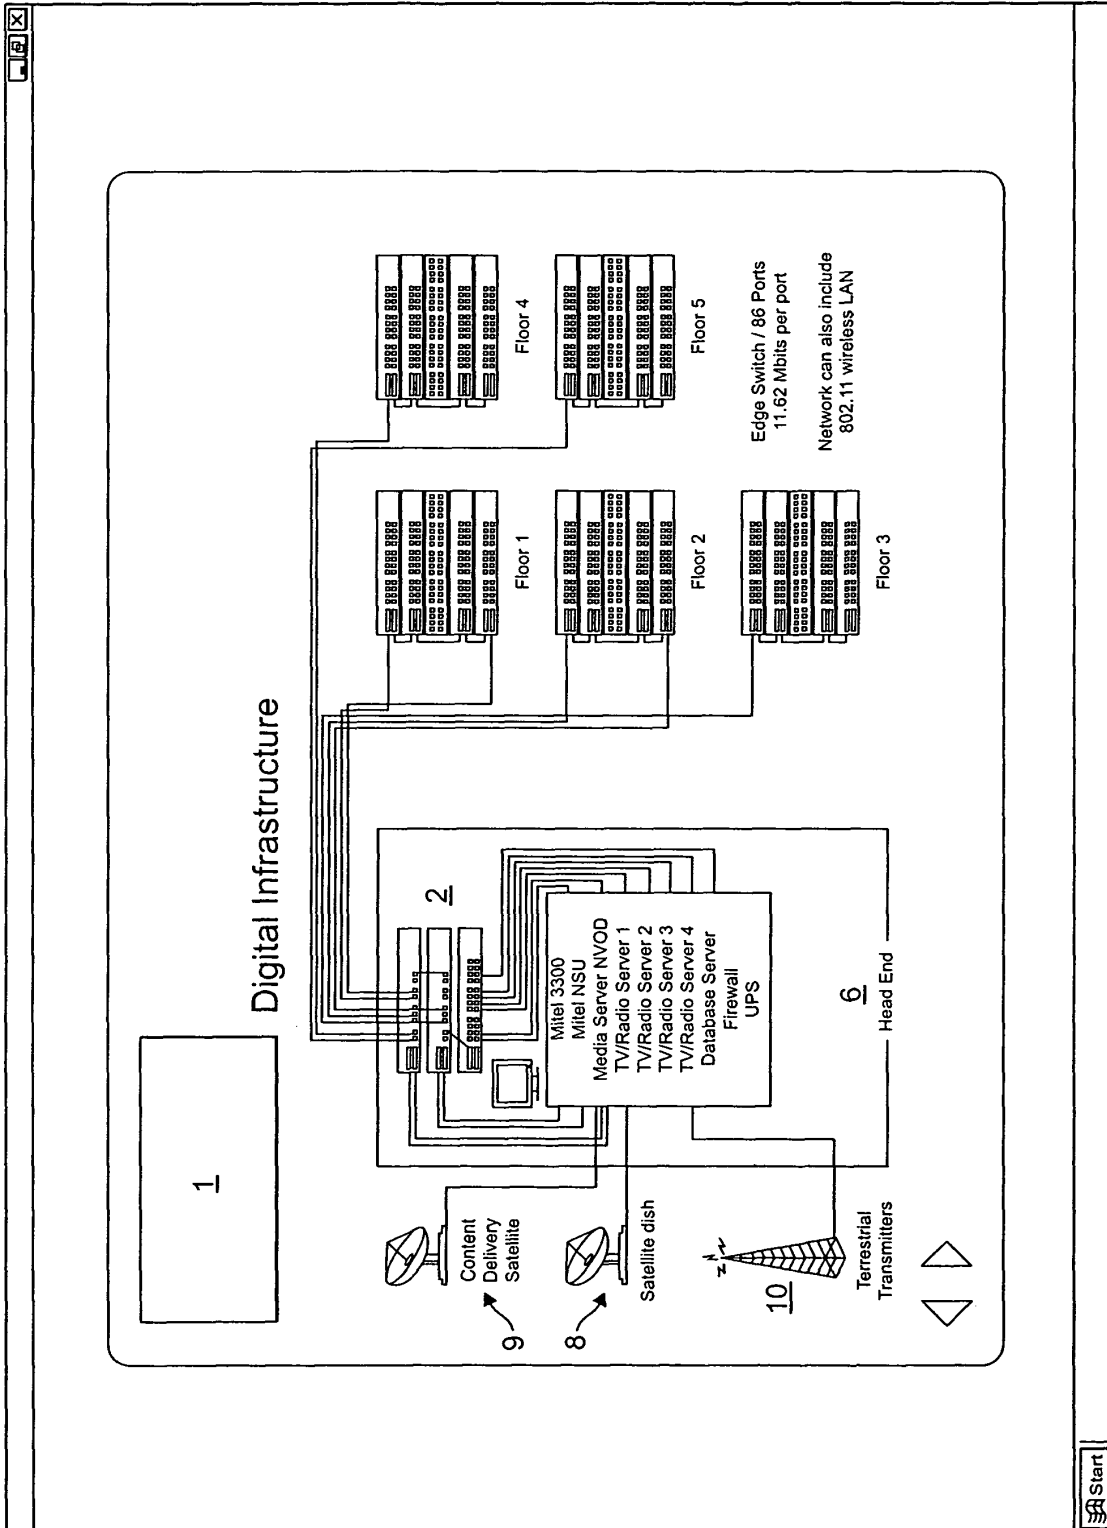 Digital Infrastructure
1
2
Mitel 3300
Mitel NSU
Media Server NVOD
TV/Radio Server 1
TV/Radio Server 2
TV/Radio Server 3
TV/Radio Server 4
Database Server
Firewall
UPS
6
Head End
Content
Delivery
Satellite
9
Satellite dish
8
10
Terrestrial
Transmitters
Floor 1
Floor 2
Floor 3
Floor 4
Floor 5
Edge Switch / 86 Ports
11.62 Mbits per port
Network can also include
802.11 wireless LAN
Start